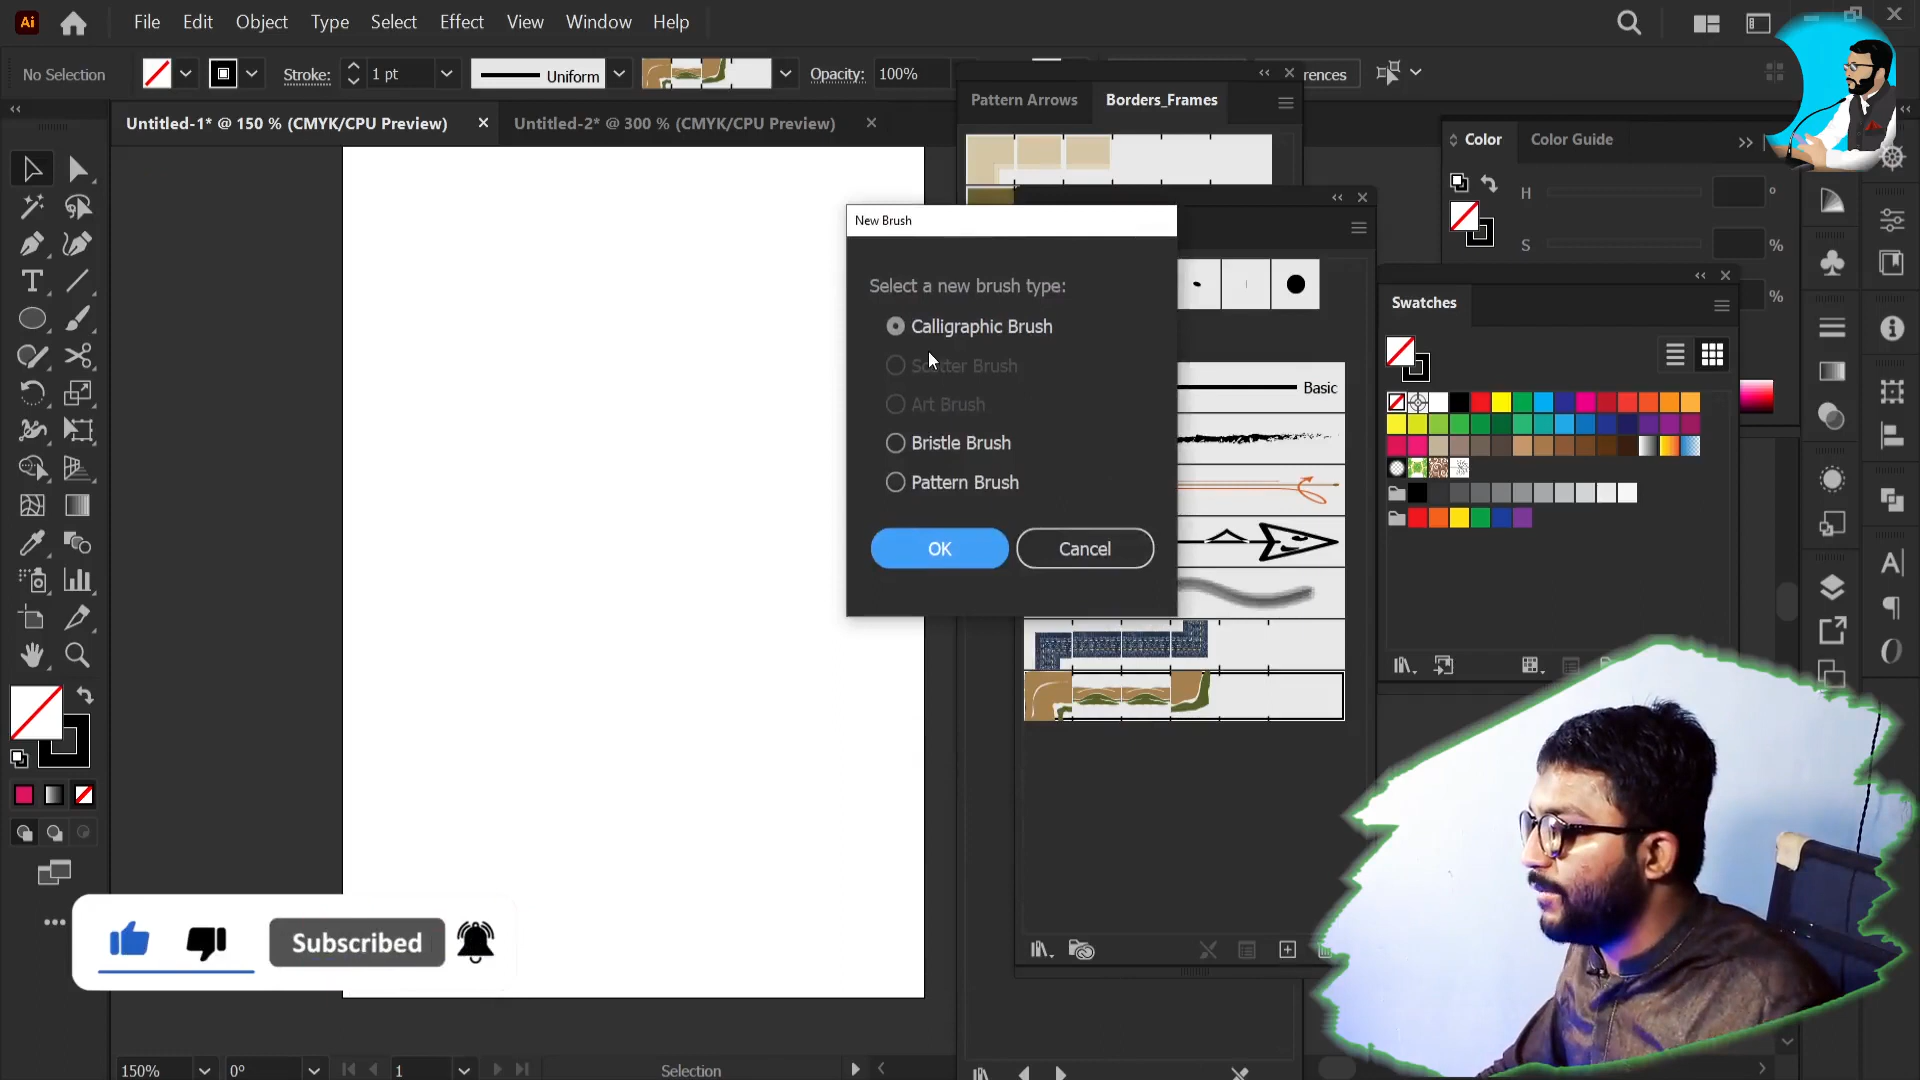 Ai
File Edit Object Type Select Effect View Window Help
No Selection
Stroke:
1 pt
Uniform
Opacity:
100%
rences
Untitled-1* @ 150 % (CMYK/CPU Preview)
Untitled-2* @ 300 % (CMYK/CPU Preview)
Pattern Arrows
Borders_Frames
Color
Color Guide
H
°
S
%
%
New Brush
Select a new brush type:
Calligraphic Brush
Scatter Brush
Art Brush
Bristle Brush
Pattern Brush
OK
Cancel
Basic
Swatches
Subscribed
150%
0°
1
Selection